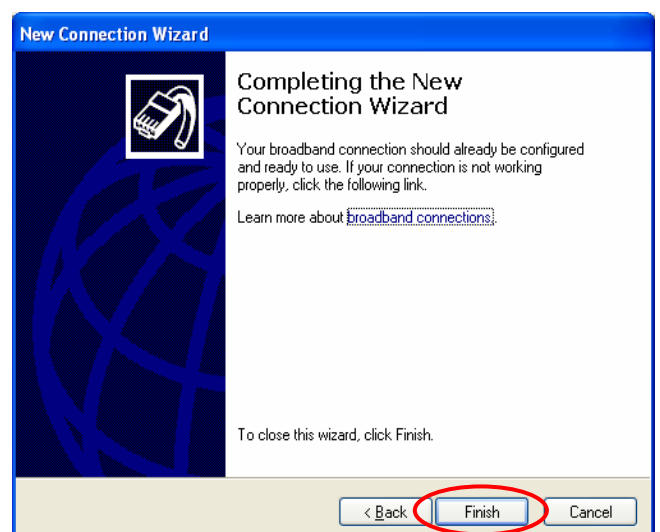 New Connection Wizard
Completing the New
Connection Wizard
Your broadband connection should already be configured
and ready to use. If your connection is not working
properly, click the following link.
Learn more about broadband connections.
To close this wizard, click Finish.
< Back
Finish
Cancel